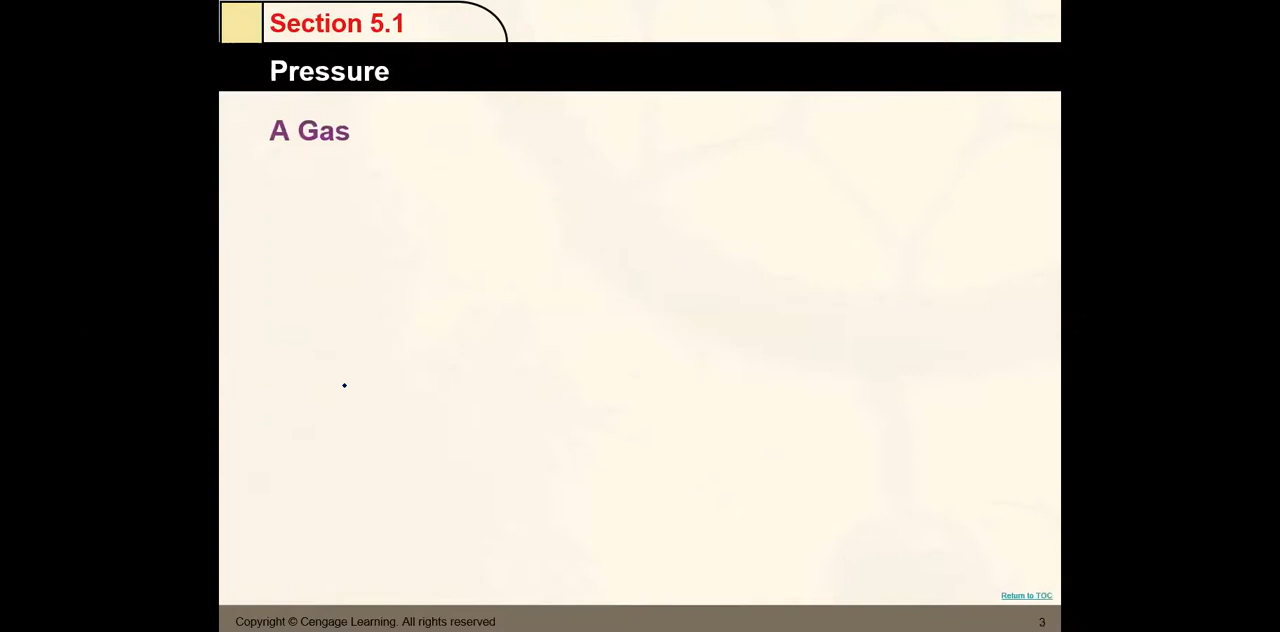 Section 5.1
Pressure
A Gas
Return to TOC
Copyright © Cengage Learning. All rights reserved
3